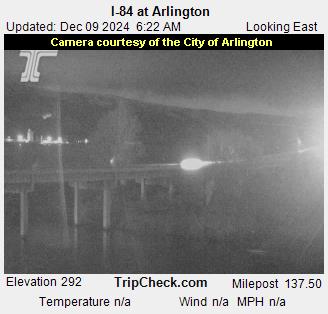 I-84 at Arlington
Updated: Dec 09 2024 6:22 AM Looking East
Camera courtesy of the City of Arlington
Elevation 292 TripCheck.com Milepost 137.50
Temperature n/a Wind n/a MPH n/a